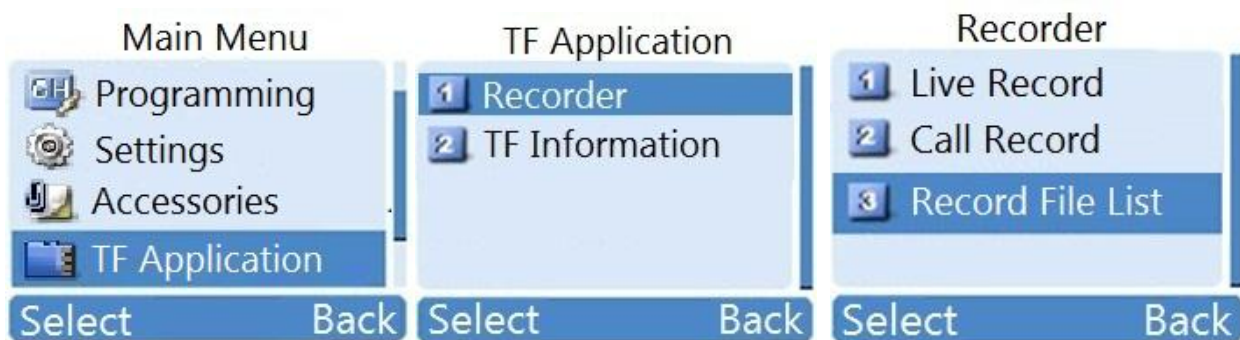 Main Menu
Programming
Settings
Accessories
TF Application
Select Back
TF Application
1 Recorder
2 TF Information
Select Back
Recorder
1 Live Record
2 Call Record
3 Record File List
Select Back